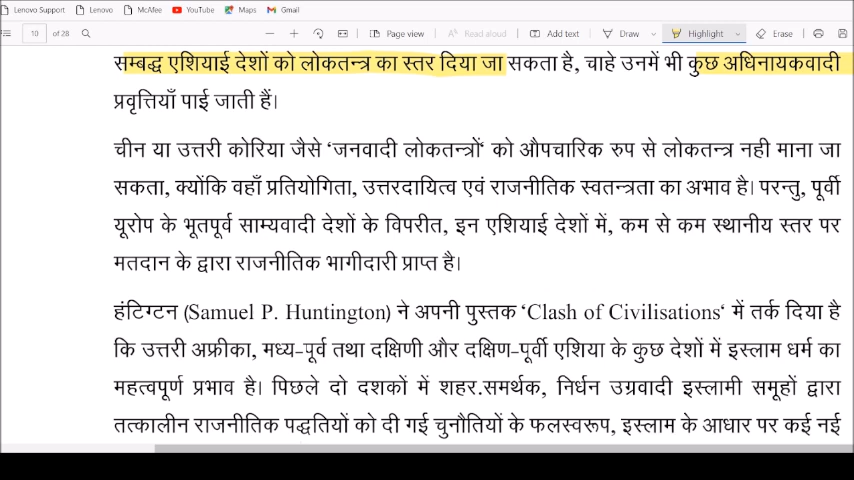 Lenovo Support Lenovo McAfee YouTube Maps Gmail
10 of 28 Page view Read aloud Add text Draw Highlight Erase
सम्बद्ध एशियाई देशों को लोकतन्त्र का स्तर दिया जा सकता है, चाहे उनमें भी कुछ अधिनायकवादी
प्रवृत्तियाँ पाई जाती हैं।
चीन या उत्तरी कोरिया जैसे ‘जनवादी लोकतन्त्रों‘ को औपचारिक रुप से लोकतन्त्र नही माना जा
सकता, क्योंकि वहाँ प्रतियोगिता, उत्तरदायित्व एवं राजनीतिक स्वतन्त्रता का अभाव है। परन्तु, पूर्वी
यूरोप के भूतपूर्व साम्यवादी देशों के विपरीत, इन एशियाई देशों में, कम से कम स्थानीय स्तर पर
मतदान के द्वारा राजनीतिक भागीदारी प्राप्त है।
हंटिग्टन (Samuel P. Huntington) ने अपनी पुस्तक ‘Clash of Civilisations‘ में तर्क दिया है
कि उत्तरी अफ्रीका, मध्य-पूर्व तथा दक्षिणी और दक्षिण-पूर्वी एशिया के कुछ देशों में इस्लाम धर्म का
महत्वपूर्ण प्रभाव है। पिछले दो दशकों में शहर.समर्थक, निर्धन उग्रवादी इस्लामी समूहों द्वारा
तत्कालीन राजनीतिक पद्धतियों को दी गई चुनौतियों के फलस्वरूप, इस्लाम के आधार पर कई नई